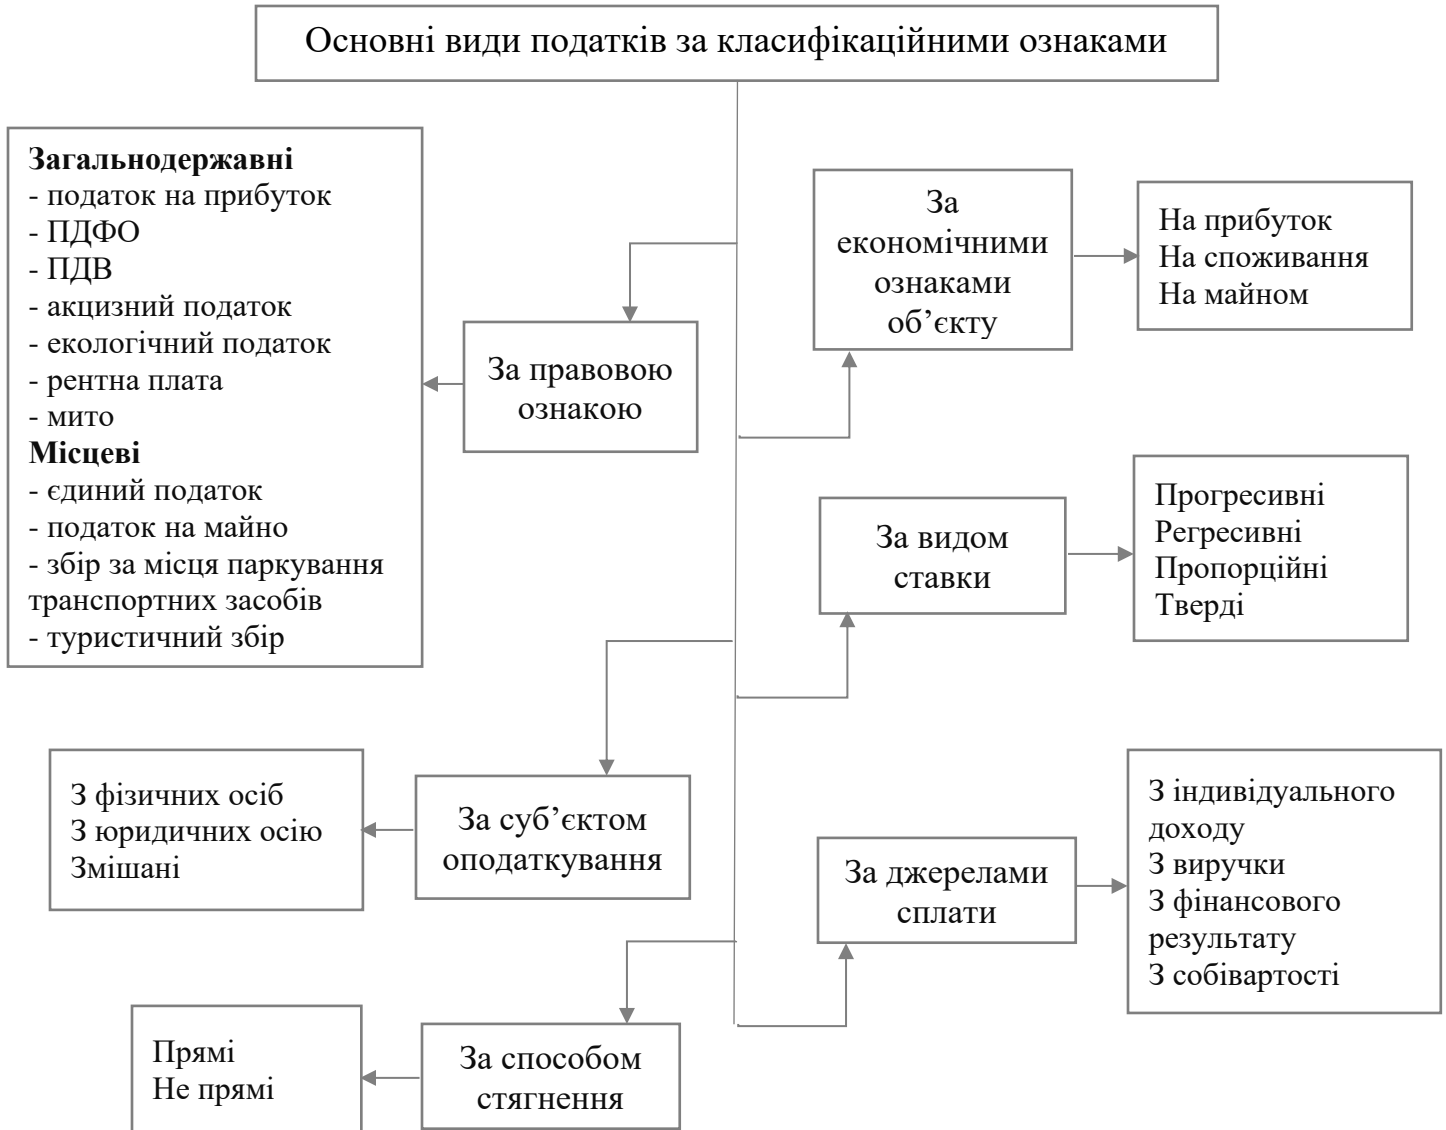 Основні види податків за класифікаційними ознаками
Загальнодержавні
- податок на прибуток
- ПДФО
- ПДВ
- акцизний податок
- екологічний податок
- рентна плата
- мито
Місцеві
- єдиний податок
- податок на майно
- збір за місця паркування
транспортних засобів
- туристичний збір
За правовою
ознакою
За
економічними
ознаками
об’єкту
На прибуток
На споживання
На майном
За видом
ставки
Прогресивні
Регресивні
Пропорційні
Тверді
З фізичних осіб
З юридичних осію
Змішані
За суб’єктом
оподаткування
За джерелами
сплати
З індивідуального
доходу
З виручки
З фінансового
результату
З собівартості
Прямі
Не прямі
За способом
стягнення